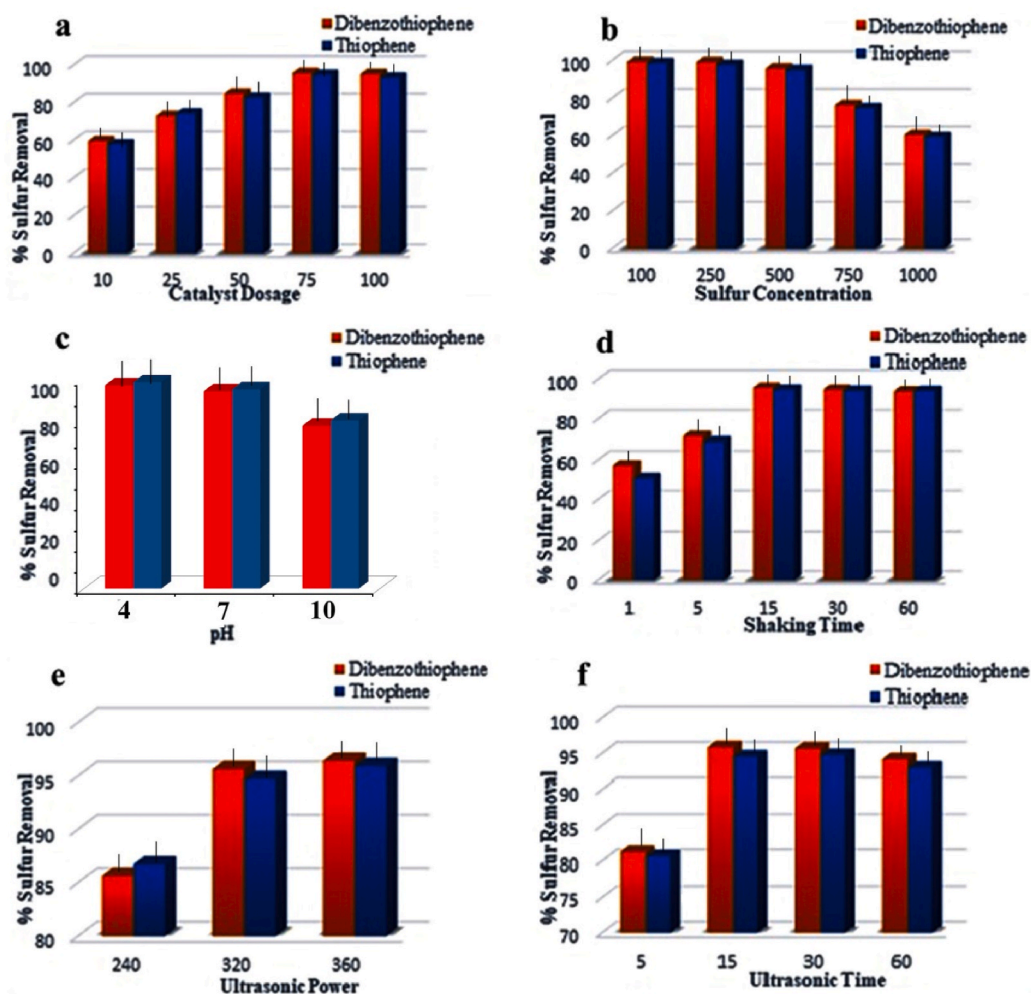 a
Dibenzothiophene
Thiophene
% Sulfur Removal
100
80
60
40
20
0
10 25 50 75 100
Catalyst Dosage
b
Dibenzothiophene
Thiophene
% Sulfur Removal
100
80
60
40
20
0
100 250 500 750 1000
Sulfur Concentration
c
Dibenzothiophene
Thiophene
% Sulfur Removal
100
80
60
40
20
0
4 7 10
pH
d
Dibenzothiophene
Thiophene
% Sulfur Removal
100
80
60
40
20
0
1 5 15 30 60
Shaking Time
e
Dibenzothiophene
Thiophene
% Sulfur Removal
100
95
90
85
80
240 320 360
Ultrasonic Power
f
Dibenzothiophene
Thiophene
% Sulfur Removal
100
95
90
85
80
75
70
5 15 30 60
Ultrasonic Time